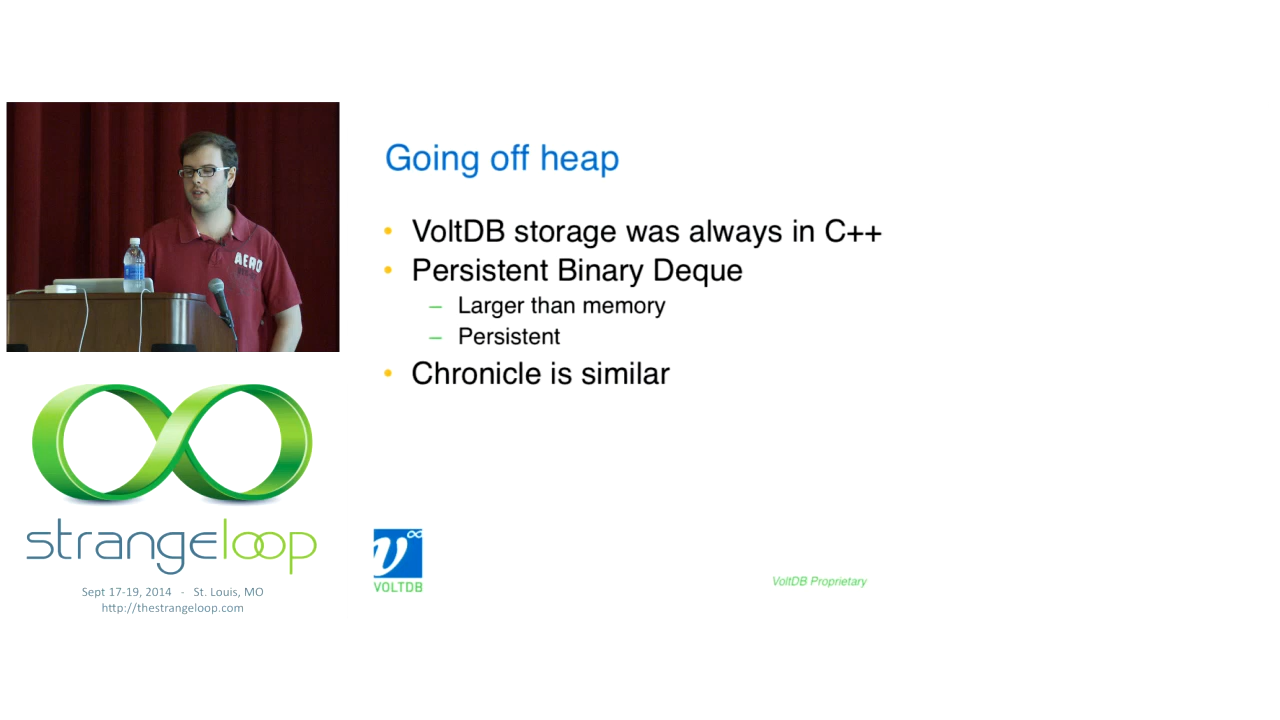 Going off heap
• VoltDB storage was always in C++
• Persistent Binary Deque
– Larger than memory
– Persistent
• Chronicle is similar
AERO
strangeloop
Sept 17-19, 2014 - St. Louis, MO
http://thestrangeloop.com
VOLTDB
VoltDB Proprietary